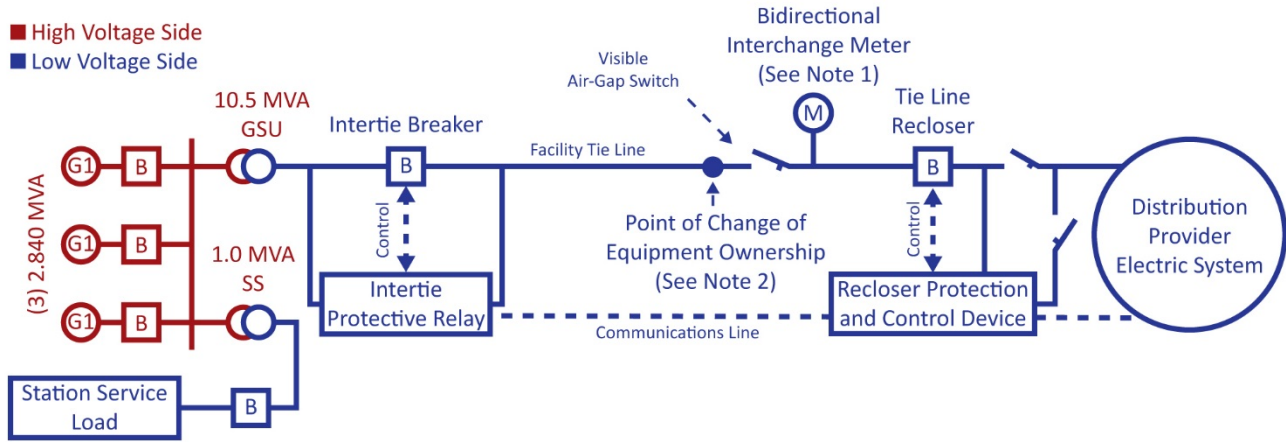 High Voltage Side
Low Voltage Side
10.5 MVA
GSU
Intertie Breaker
Visible
Air-Gap Switch
Bidirectional
Interchange Meter
(See Note 1)
Tie Line
Recloser
G1
B
B
Facility Tie Line
M
B
(3) 2.840 MVA
G1
B
Control
Control
1.0 MVA
SS
Point of Change of
Equipment Ownership
(See Note 2)
Distribution
Provider
Electric System
G1
B
Intertie
Protective Relay
Communications Line
Recloser Protection
and Control Device
Station Service
Load
B